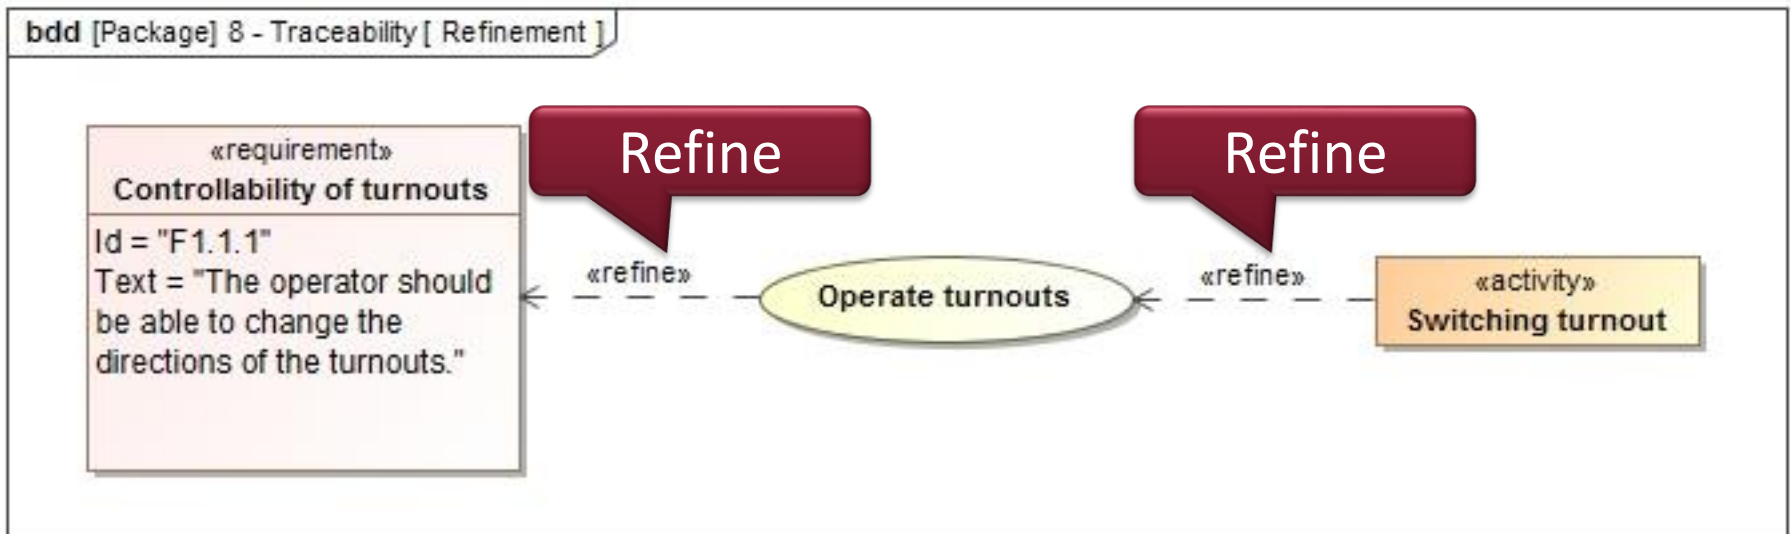 bdd [Package] 8 - Traceability [ Refinement ]
Refine
Refine
«requirement»
Controllability of turnouts
Id = "F1.1.1"
Text = "The operator should
be able to change the
directions of the turnouts."
«refine»
Operate turnouts
«refine»
«activity»
Switching turnout